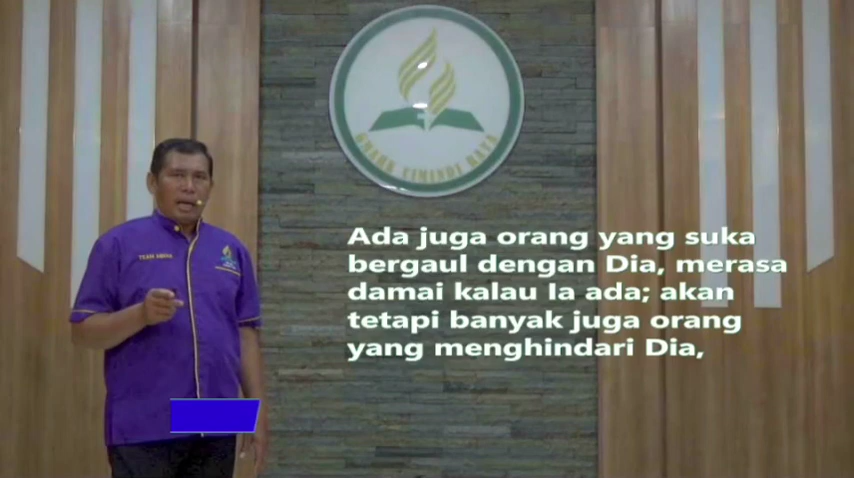 Ada juga orang yang suka
bergaul dengan Dia, merasa
damai kalau Ia ada; akan
tetapi banyak juga orang
yang menghindari Dia,
TEAM